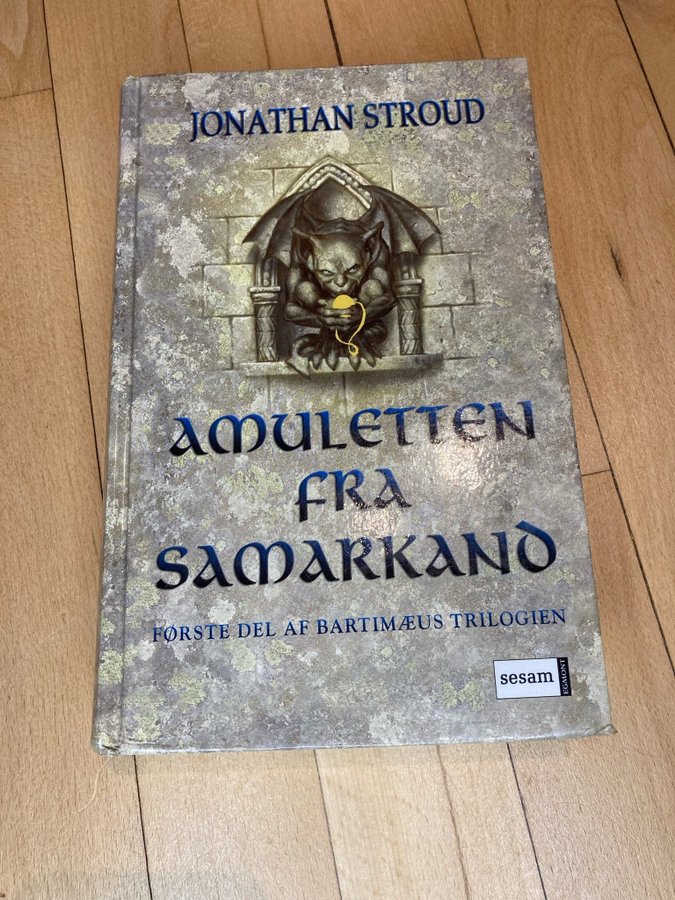 JONATHAN STROUD
AMULETTEN
FRA
SAMARKAND
FØRSTE DEL AF BARTIMÆUS TRILOGIEN
sesam
EGMONT